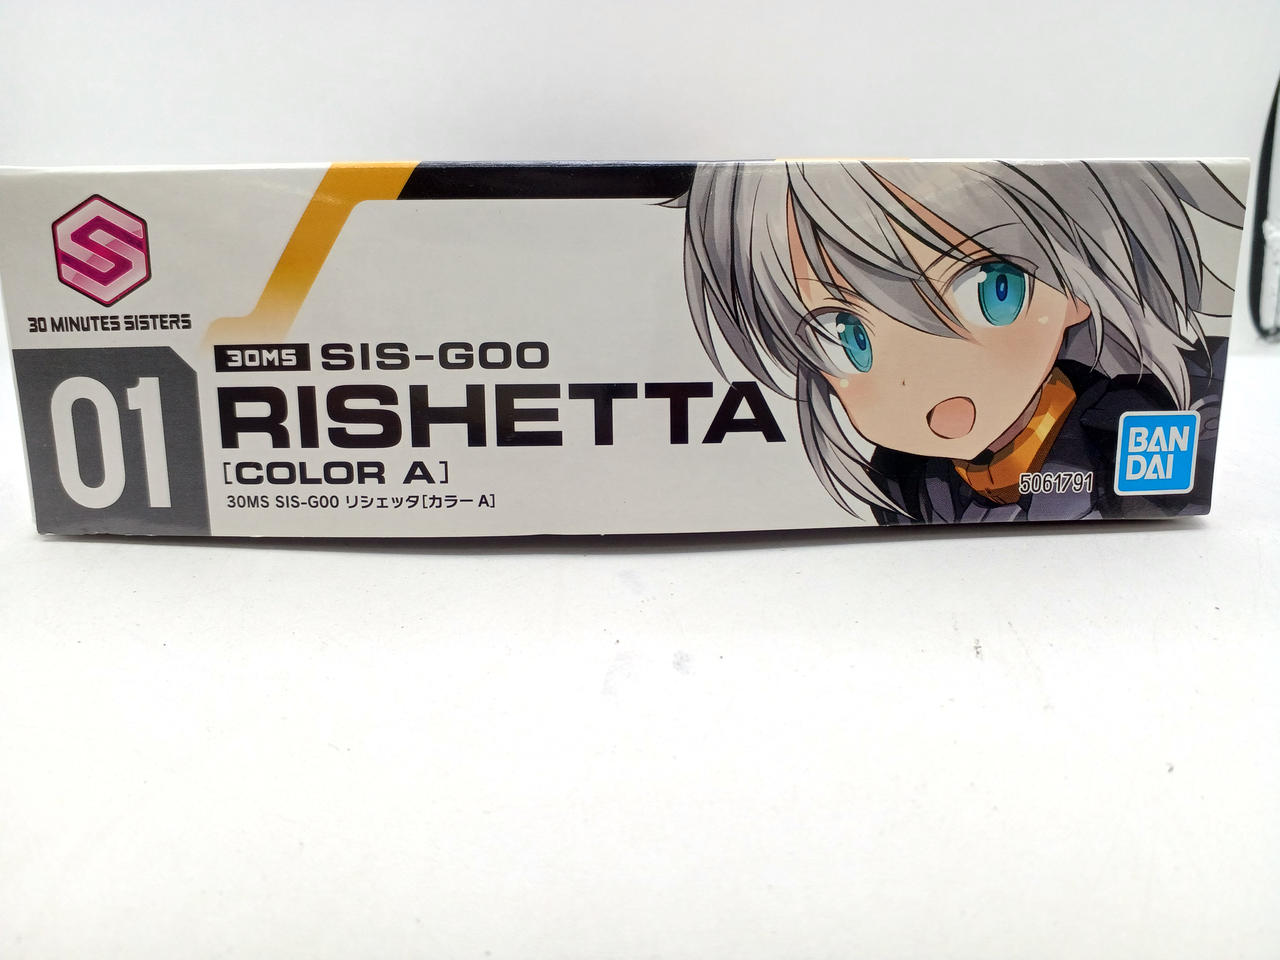 S
30 MINUTES SISTERS
01
30MS SIS-G00
RISHETTA
[COLOR A]
30MS SIS-G00 リシェッタ[カラー A]
5061791
BAN
DAI